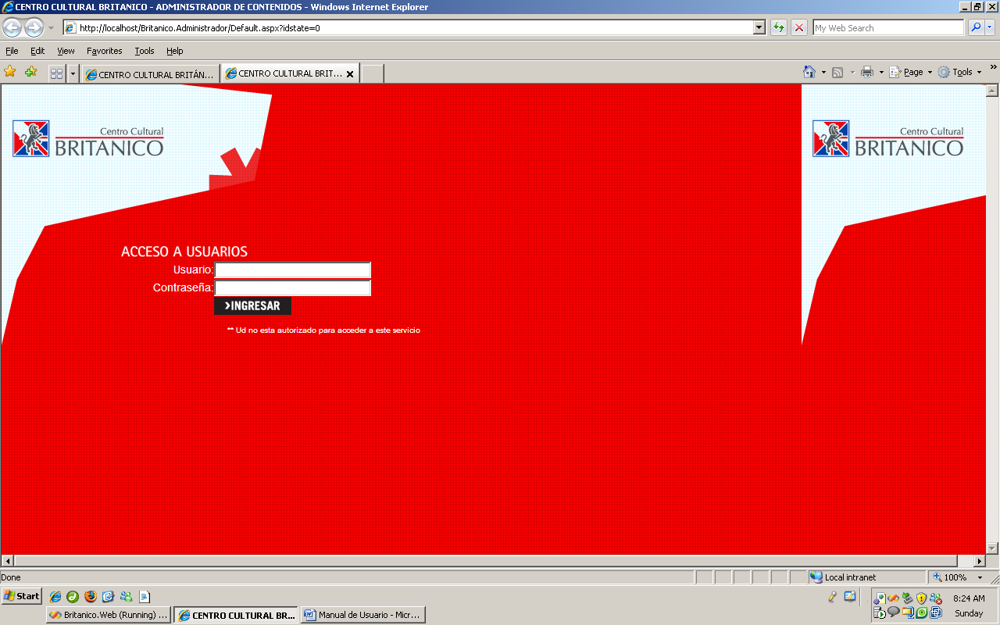 CENTRO CULTURAL BRITANICO - ADMINISTRADOR DE CONTENIDOS - Windows Internet Explorer
http://localhost/Britanico.Administrador/Default.aspx?idstate=0
My Web Search
File Edit View Favorites Tools Help
CENTRO CULTURAL BRITÁN...
CENTRO CULTURAL BRIT...
Page
Tools
Centro Cultural
BRITANICO
Centro Cultural
BRITANICO
ACCESO A USUARIOS
Usuario:
Contraseña:
INGRESAR
** Ud no esta autorizado para acceder a este servicio
Done
Local intranet
100%
Start
8:24 AM
Britanico.Web (Running) ...
CENTRO CULTURAL BR...
Manual de Usuario - Micr...
Sunday